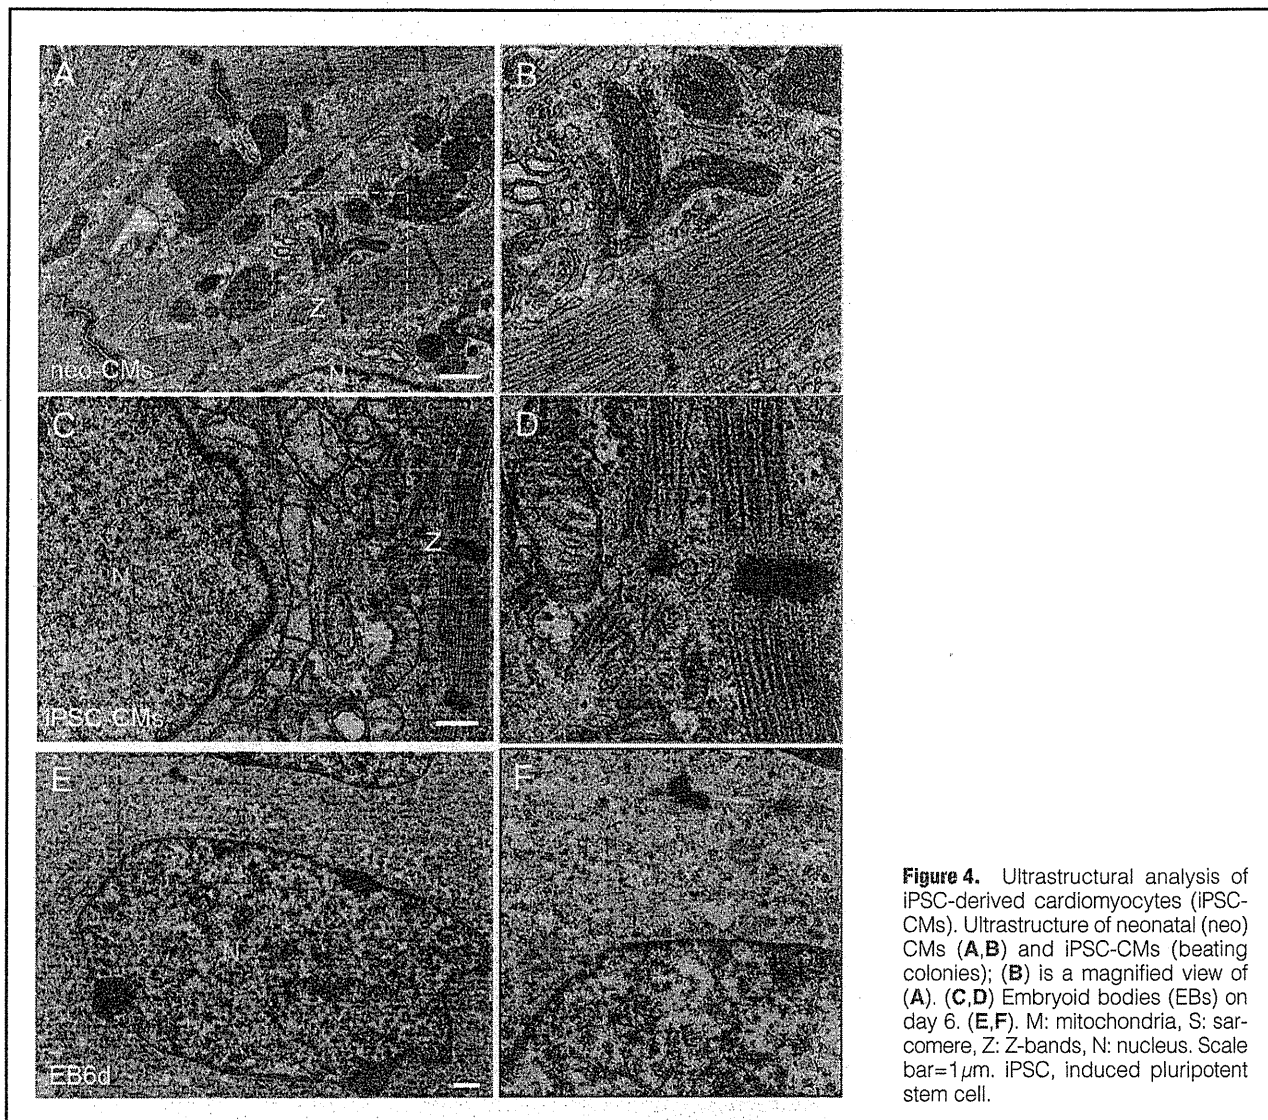 A
B
Z
neo CMs
N
C
D
Z
N
iPSC-CMs
E
F
N
EB6d
Figure 4. Ultrastructural analysis of
iPSC-derived cardiomyocytes (iPSC-
CMs). Ultrastructure of neonatal (neo)
CMs (A,B) and iPSC-CMs (beating
colonies); (B) is a magnified view of
(A). (C,D) Embryoid bodies (EBs) on
day 6. (E,F). M: mitochondria, S: sar-
comere, Z: Z-bands, N: nucleus. Scale
bar=1μm. iPSC, induced pluripotent
stem cell.